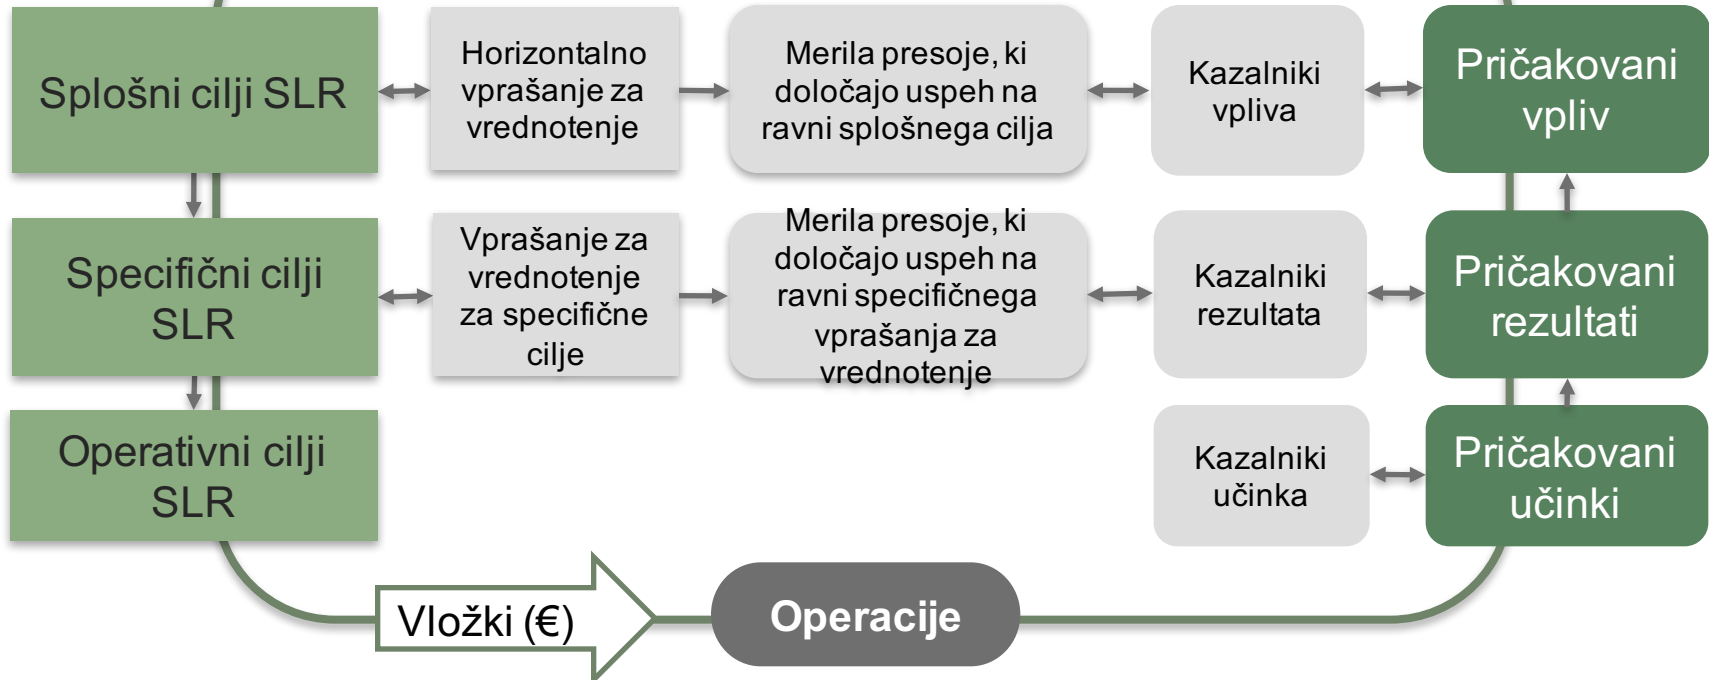 Splošni cilji SLR
Horizontalno
vprašanje za
vrednotenje
Merila presoje, ki
določajo uspeh na
ravni splošnega cilja
Kazalniki
vpliva
Pričakovani
vpliv
Specifični cilji
SLR
Vprašanje za
vrednotenje
za specifične
cilje
Merila presoje, ki
določajo uspeh na
ravni specifičnega
vprašanja za
vrednotenje
Kazalniki
rezultata
Pričakovani
rezultati
Operativni cilji
SLR
Kazalniki
učinka
Pričakovani
učinki
Vložki (€)
Operacije